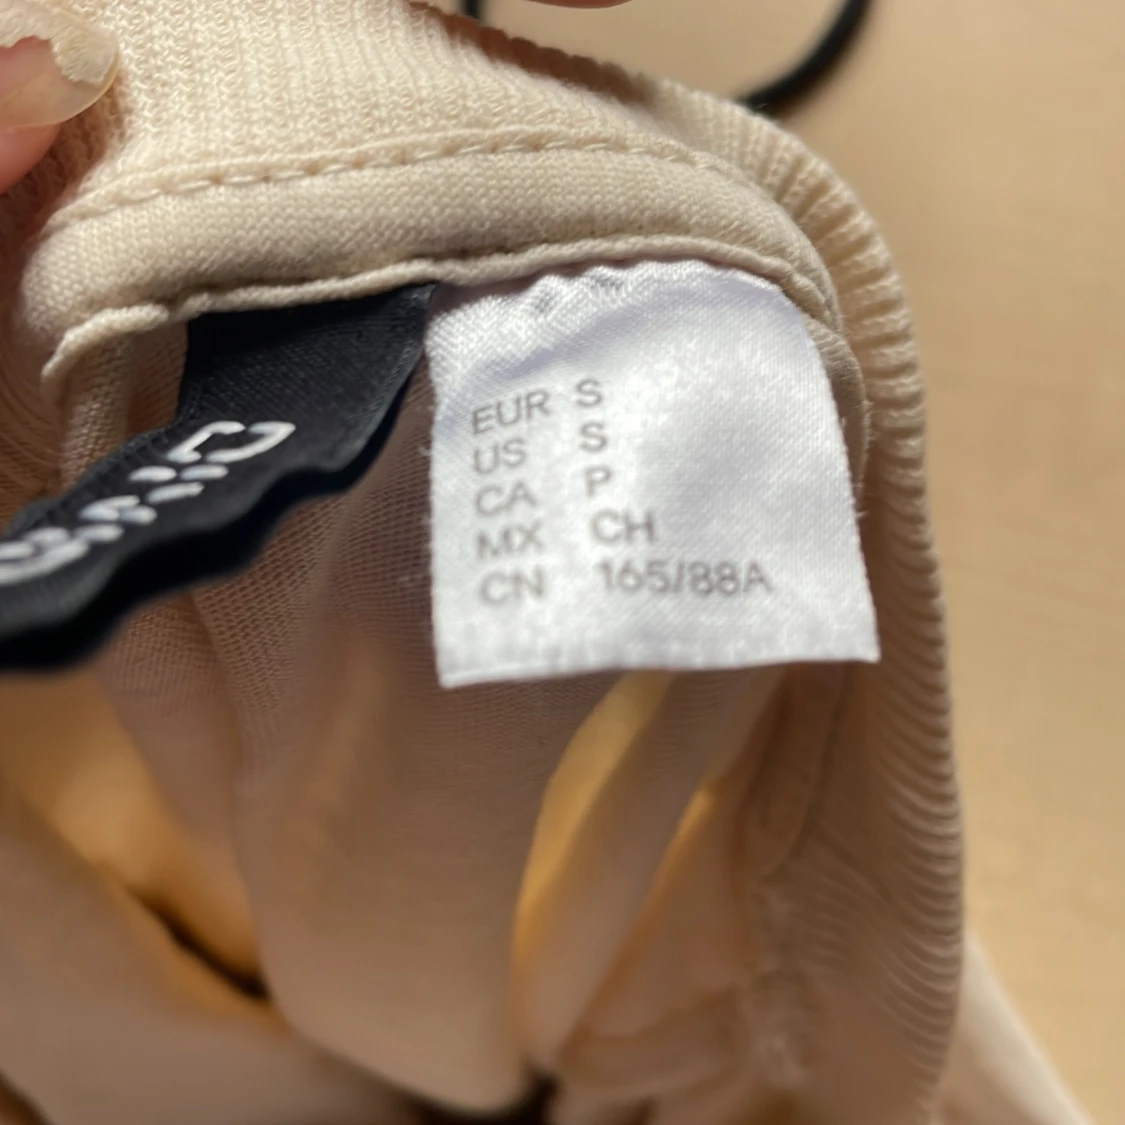 EUR S
US S
CA P
MX CH
CN 165/88A